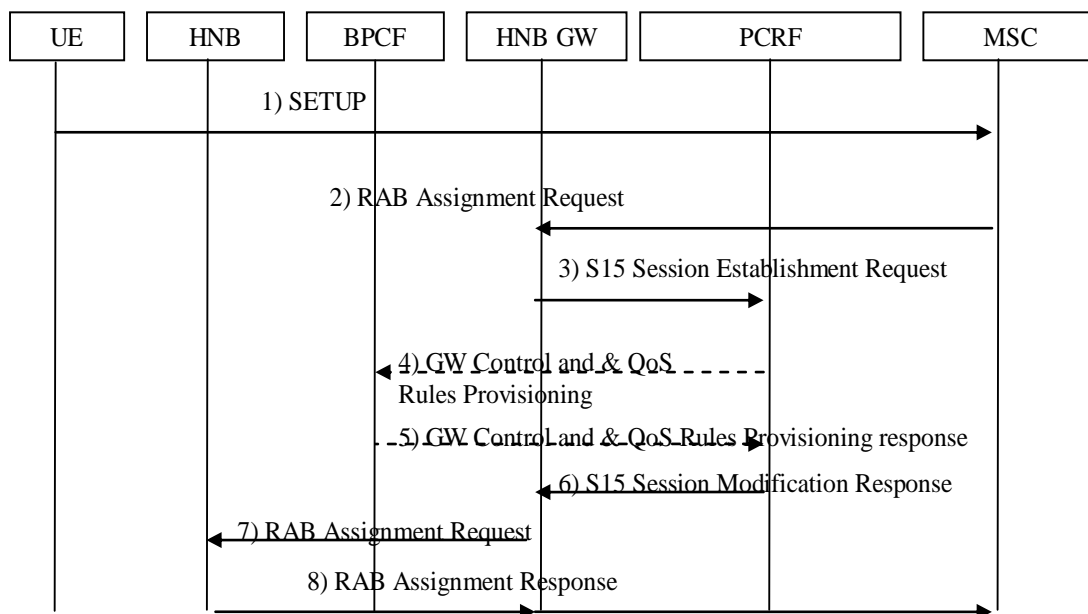 UE HNB BPCF HNB GW PCRF MSC
1) SETUP
2) RAB Assignment Request
3) S15 Session Establishment Request
4) GW Control and & QoS
Rules Provisioning
5) GW Control and & QoS Rules Provisioning response
6) S15 Session Modification Response
7) RAB Assignment Request
8) RAB Assignment Response